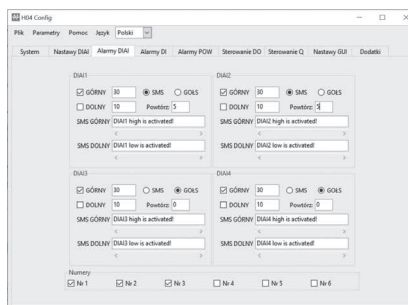 H04 Config
Plik Parametry Pomoc Język Polski
System Nastawy DIAI Alarmy DIAI Alarmy DI Alarmy POW Sterowanie DO Sterowanie Q Nastawy GUI Dodatki
DIAI1
GÓRNY 30 SMS GOŁS
DOLNY 10 Powtórz: 5
SMS GÓRNY DIAI1 high is activated!
SMS DOLNY DIAI1 low is activated!
DIAI2
GÓRNY 30 SMS GOŁS
DOLNY 10 Powtórz: 5
SMS GÓRNY DIAI2 high is activated!
SMS DOLNY DIAI2 low is activated!
DIAI3
GÓRNY 30 SMS GOŁS
DOLNY 10 Powtórz: 0
SMS GÓRNY DIAI3 high is activated!
SMS DOLNY DIAI3 low is activated!
DIAI4
GÓRNY 30 SMS GOŁS
DOLNY 10 Powtórz: 0
SMS GÓRNY DIAI4 high is activated!
SMS DOLNY DIAI4 low is activated!
Numery
Nr 1 Nr 2 Nr 3 Nr 4 Nr 5 Nr 6